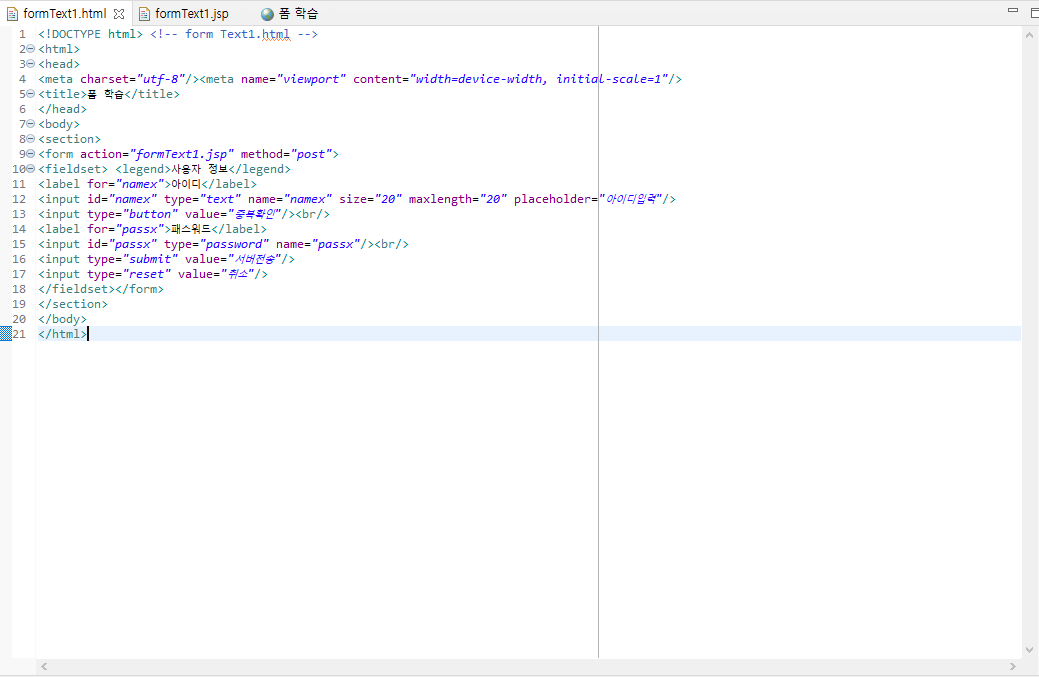 formText1.html formText1.jsp 폼 학습
1 <!DOCTYPE html> <!-- form Text1.html -->
2 <html>
3 <head>
4 <meta charset="utf-8"/><meta name="viewport" content="width=device-width, initial-scale=1"/>
5 <title>폼 학습</title>
6 </head>
7 <body>
8 <section>
9 <form action="formText1.jsp" method="post">
10 <fieldset> <legend>사용자 정보</legend>
11 <label for="namex">아이디</label>
12 <input id="namex" type="text" name="namex" size="20" maxlength="20" placeholder="아이디입력"/>
13 <input type="button" value="중복확인"/><br/>
14 <label for="passx">패스워드</label>
15 <input id="passx" type="password" name="passx"/><br/>
16 <input type="submit" value="서버전송"/>
17 <input type="reset" value="취소"/>
18 </fieldset></form>
19 </section>
20 </body>
21 </html>